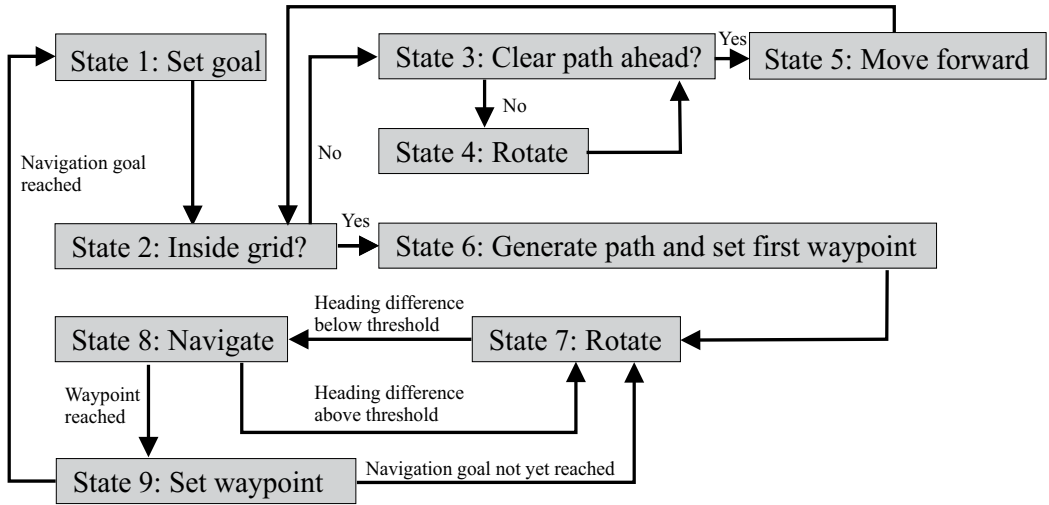 State 1: Set goal
State 3: Clear path ahead?
Yes
State 5: Move forward
No
State 4: Rotate
Navigation goal
reached
No
State 2: Inside grid?
Yes
State 6: Generate path and set first waypoint
Heading difference
below threshold
State 8: Navigate
State 7: Rotate
Waypoint
reached
Heading difference
above threshold
State 9: Set waypoint
Navigation goal not yet reached